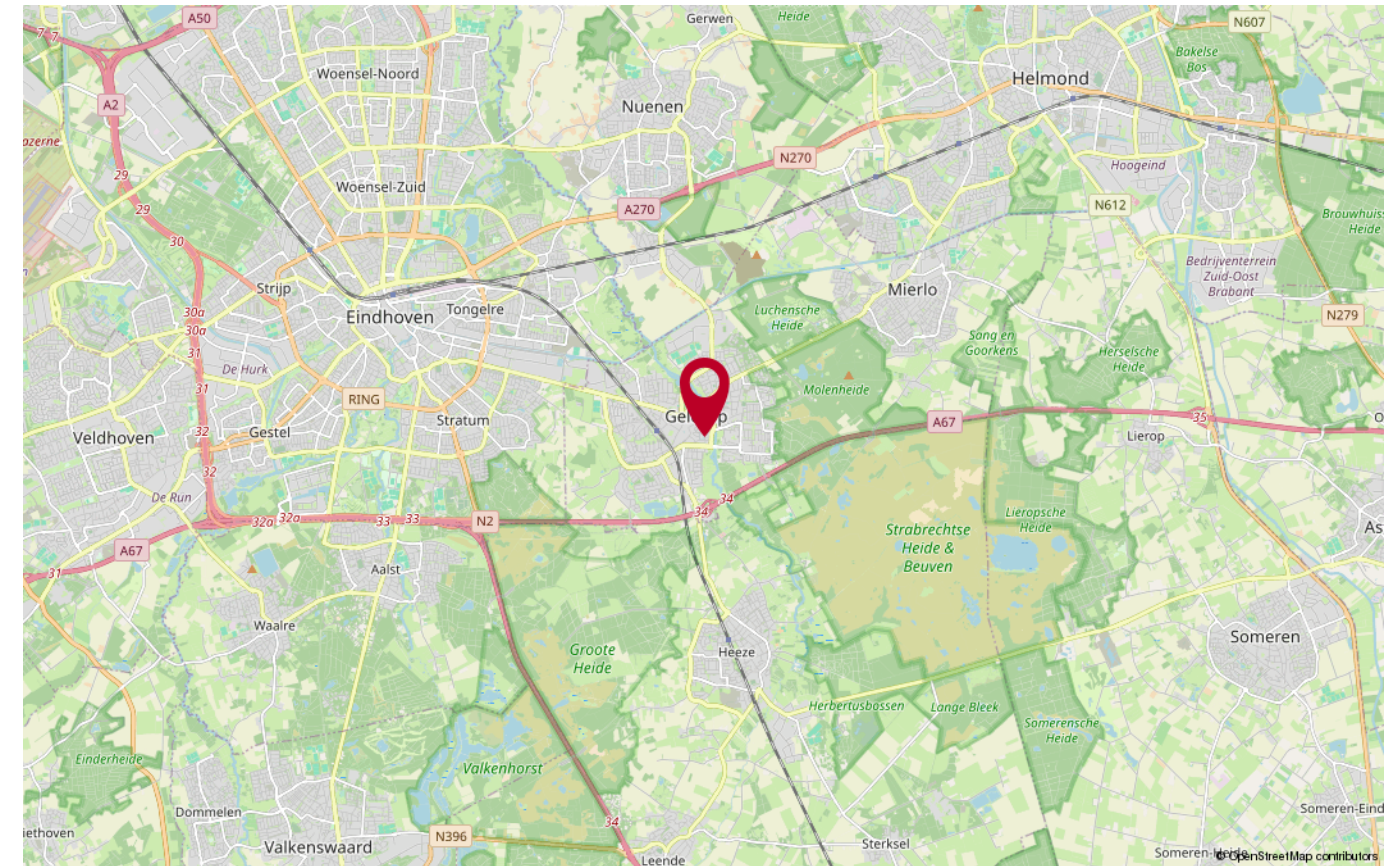 A50
Gerwen
Heide
N607
7
7
Woensel-Noord
Bakelse
Bos
Helmond
A2
Nuenen
azerne
N270
Hoogeind
29
Woensel-Zuid
N612
29
A270
Brouwhuis
Heide
30
Bedrijventerrein
Zuid-Oost
Brabant
Strijp
Mierlo
30a
Eindhoven
Tongelre
Luchensche
Heide
N279
30a
Sang en
Goorkens
31
Herselsche
Heide
De Hurk
31
Molenheide
RING
Stratum
A67
35
Veldhoven
32
Gestel
Lierop
32
De Run
34
32a
32a
33
33
N2
34
Lieropsche
Heide
Strabrechtse
Heide &
Beuven
As
A67
31
Aalst
Waalre
Someren
Groote
Heide
Heeze
Herbertusbossen
Lange Bleek
Somerensche
Heide
Einderheide
Valkenhorst
Dommelen
34
Someren-Eind
iethoven
N396
Valkenswaard
Sterksel
Leende
© OpenStreetMap contributors